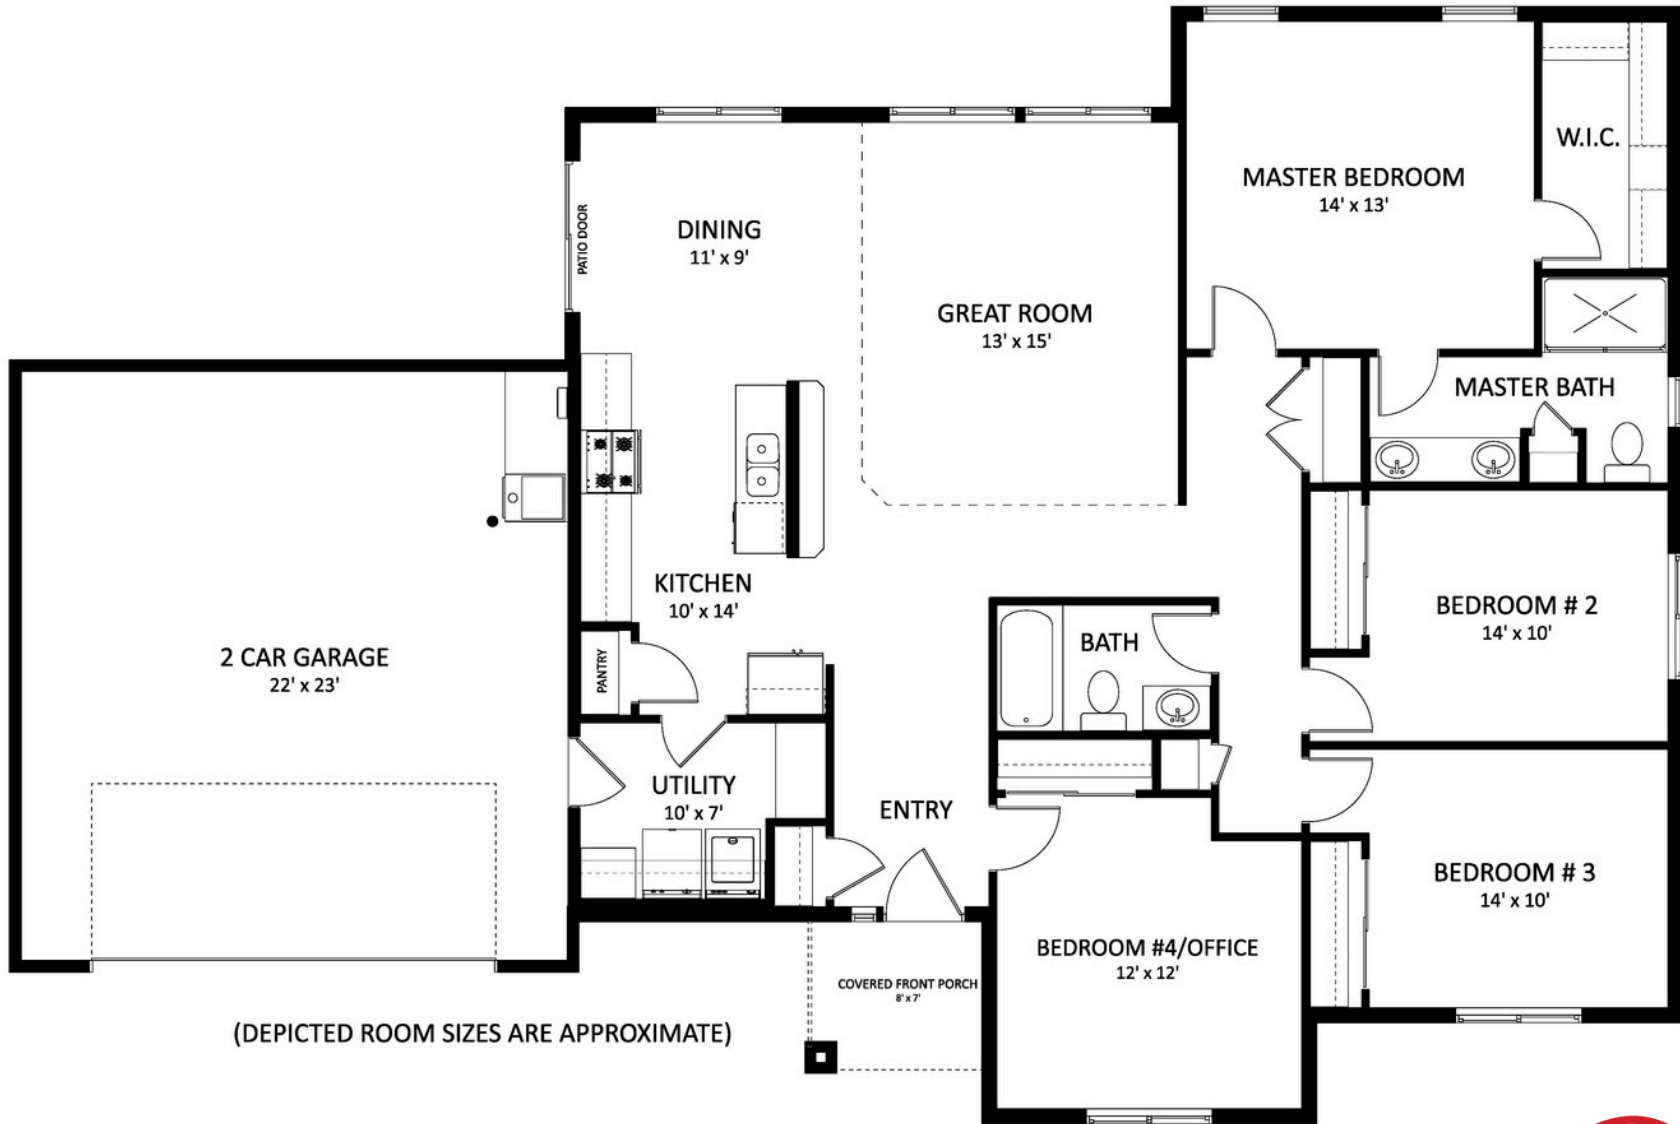 W.I.C.
MASTER BEDROOM
14' x 13'
DINING
11' x 9'
PATIO DOOR
GREAT ROOM
13' x 15'
MASTER BATH
KITCHEN
10' x 14'
BATH
BEDROOM # 2
14' x 10'
2 CAR GARAGE
22' x 23'
PANTRY
UTILITY
10' x 7'
ENTRY
BEDROOM # 3
14' x 10'
BEDROOM #4/OFFICE
12' x 12'
COVERED FRONT PORCH
8' x 7'
(DEPICTED ROOM SIZES ARE APPROXIMATE)